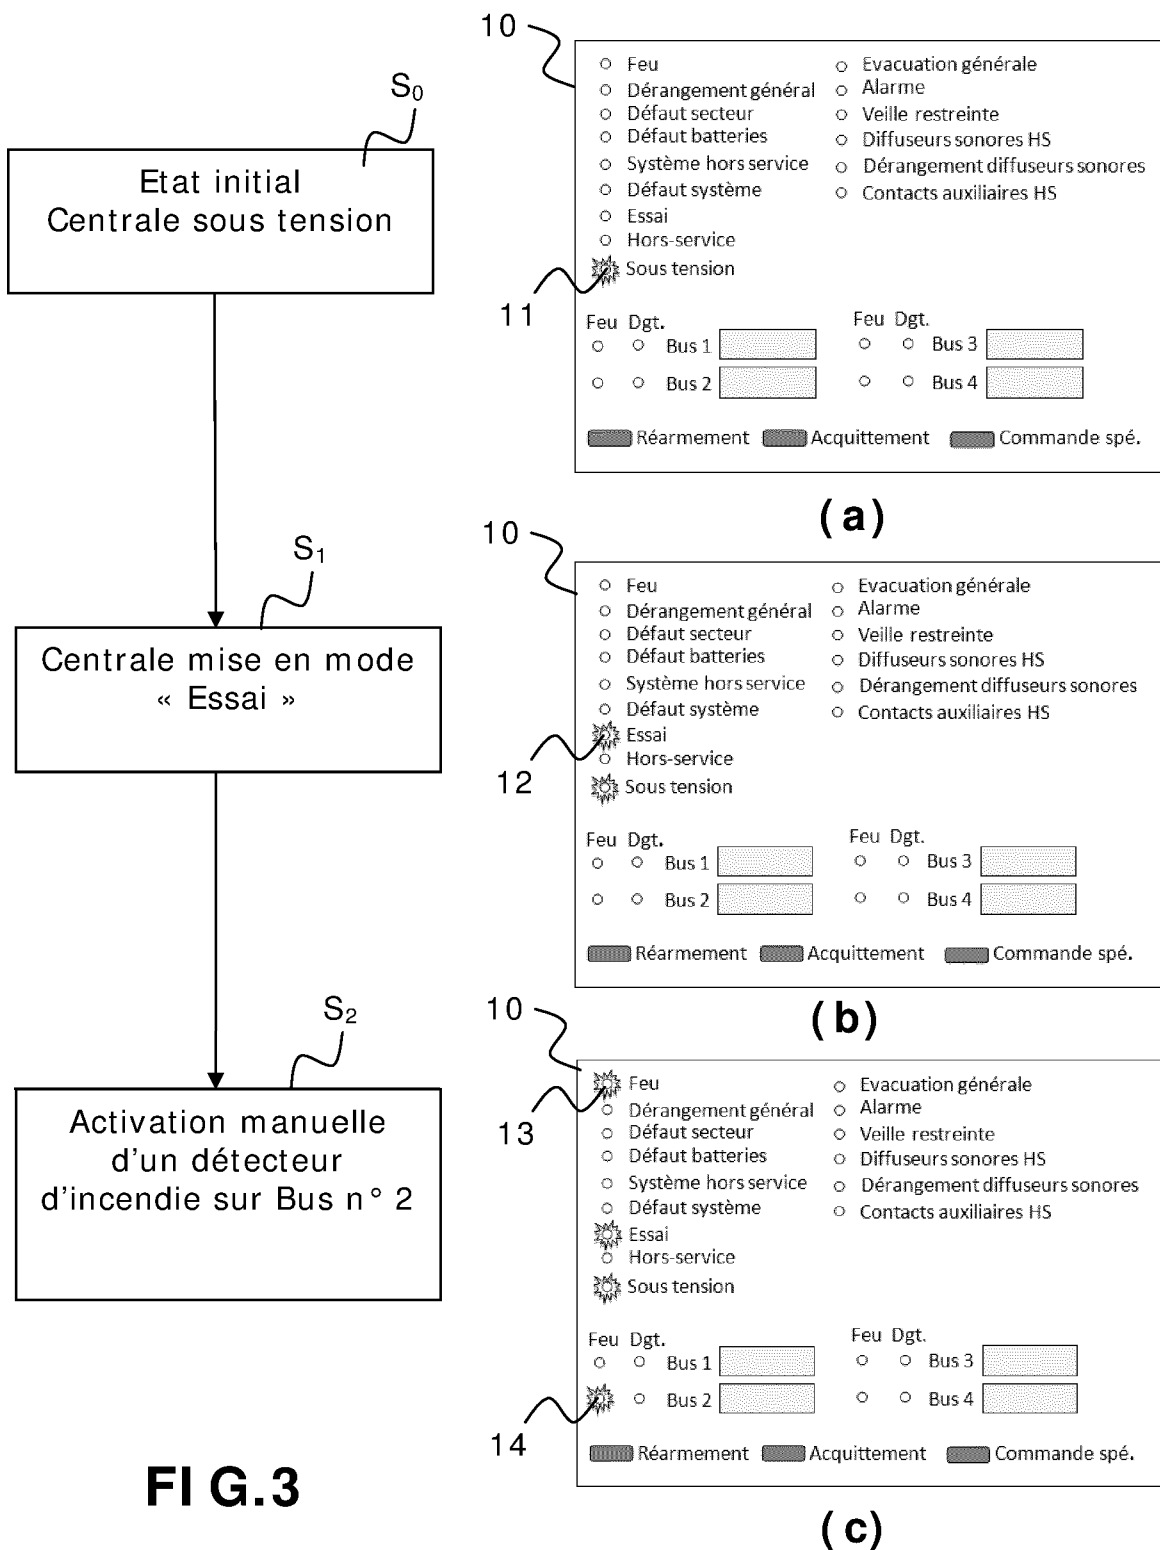 S0
Etat initial
Centrale sous tension
S1
Centrale mise en mode
« Essai »
S2
Activation manuelle
d'un détecteur
d'incendie sur Bus n° 2
FIG.3
10
Feu
Dérangement général
Défaut secteur
Défaut batteries
Système hors service
Défaut système
Essai
Hors-service
Sous tension
Evacuation générale
Alarme
Veille restreinte
Diffuseurs sonores HS
Dérangement diffuseurs sonores
Contacts auxiliaires HS
11
Feu Dgt. Feu Dgt.
Bus 1 Bus 3
Bus 2 Bus 4
Réarmement Acquittement Commande spé.
(a)
10
Feu
Dérangement général
Défaut secteur
Défaut batteries
Système hors service
Défaut système
Essai
Hors-service
Sous tension
Evacuation générale
Alarme
Veille restreinte
Diffuseurs sonores HS
Dérangement diffuseurs sonores
Contacts auxiliaires HS
12
Feu Dgt. Feu Dgt.
Bus 1 Bus 3
Bus 2 Bus 4
Réarmement Acquittement Commande spé.
(b)
10
13
Feu
Dérangement général
Défaut secteur
Défaut batteries
Système hors service
Défaut système
Essai
Hors-service
Sous tension
Evacuation générale
Alarme
Veille restreinte
Diffuseurs sonores HS
Dérangement diffuseurs sonores
Contacts auxiliaires HS
Feu Dgt. Feu Dgt.
Bus 1 Bus 3
Bus 2 Bus 4
14
Réarmement Acquittement Commande spé.
(c)